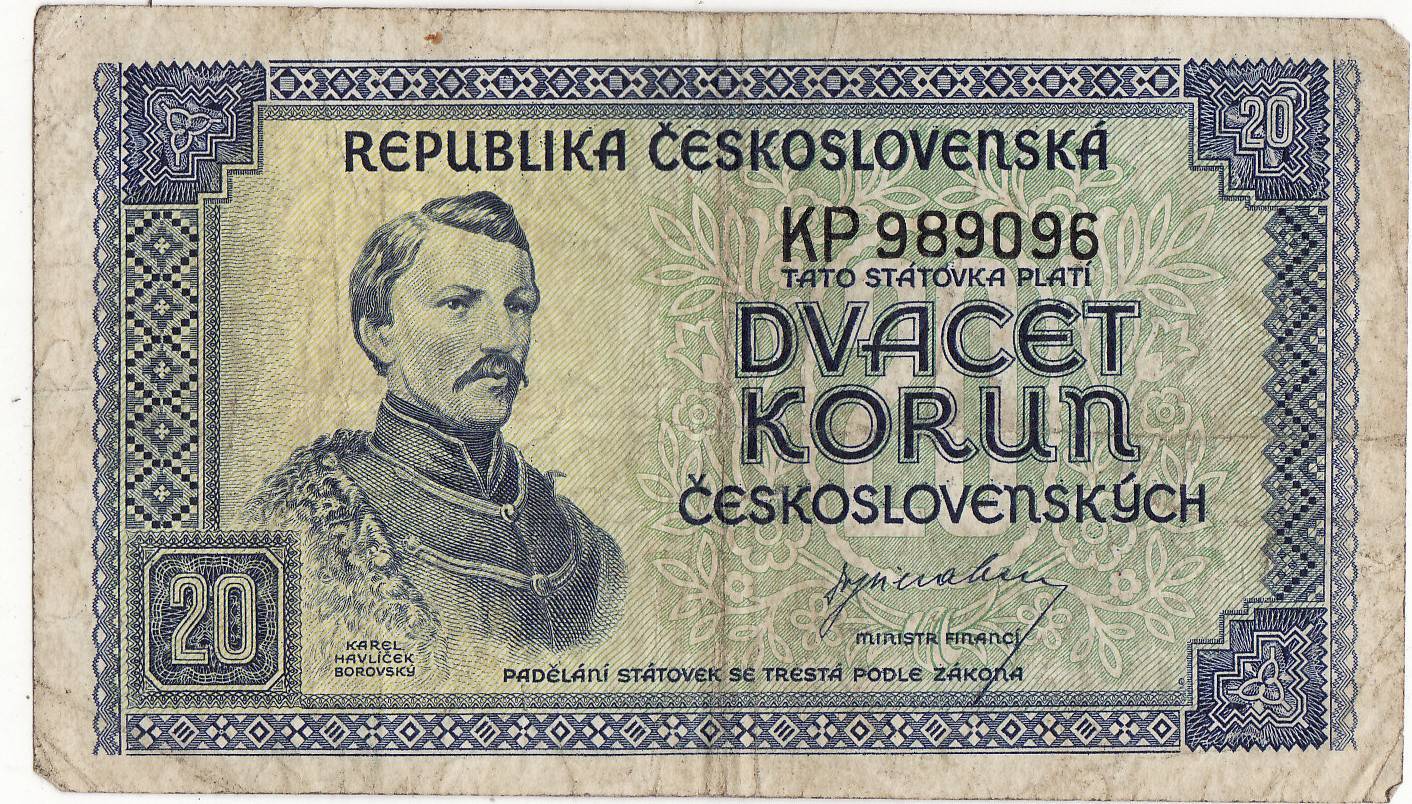 20
REPUBLIKA ČESKOSLOVENSKÁ
KP 989096
TATO STÁTOVKA PLATÍ
DVACET
KORUN
ČESKOSLOVENSKÝCH
20
KAREL
HAVLÍČEK
BOROVSKÝ
MINISTR FINANCÍ
PADĚLÁNÍ STÁTOVEK SE TRESTÁ PODLE ZÁKONA